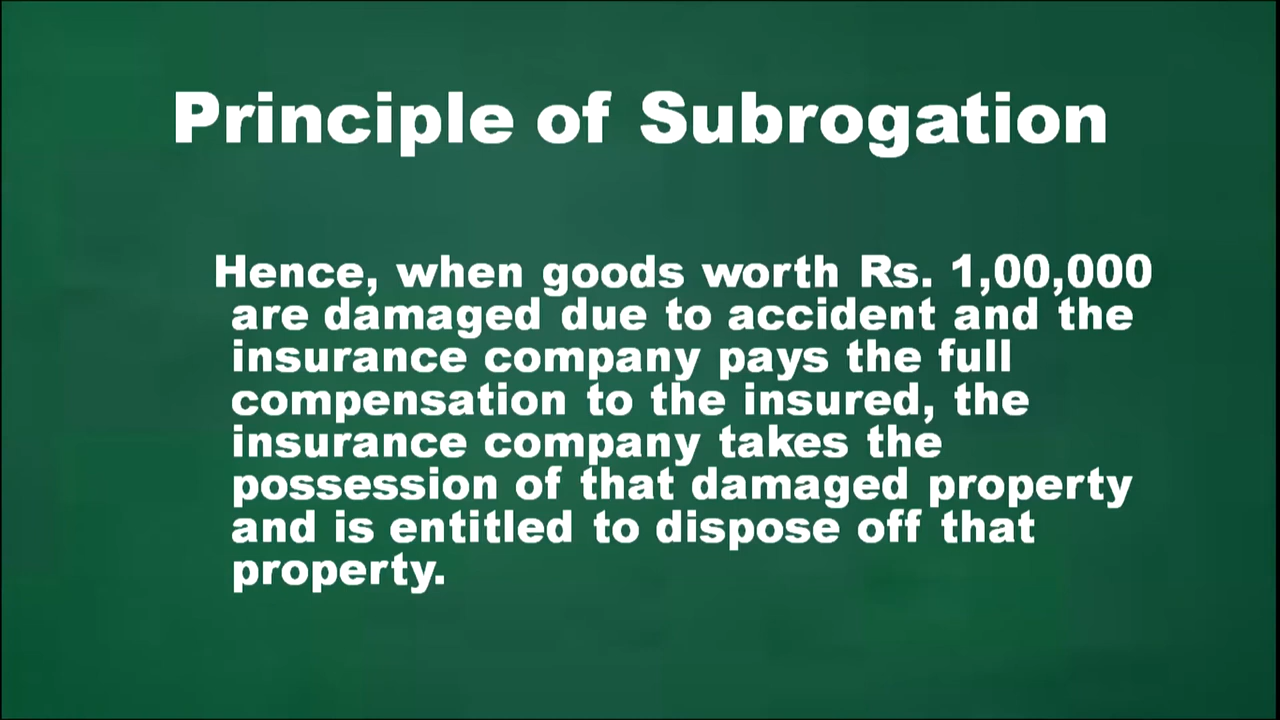 Principle of Subrogation
Hence, when goods worth Rs. 1,00,000
are damaged due to accident and the
insurance company pays the full
compensation to the insured, the
insurance company takes the
possession of that damaged property
and is entitled to dispose off that
property.